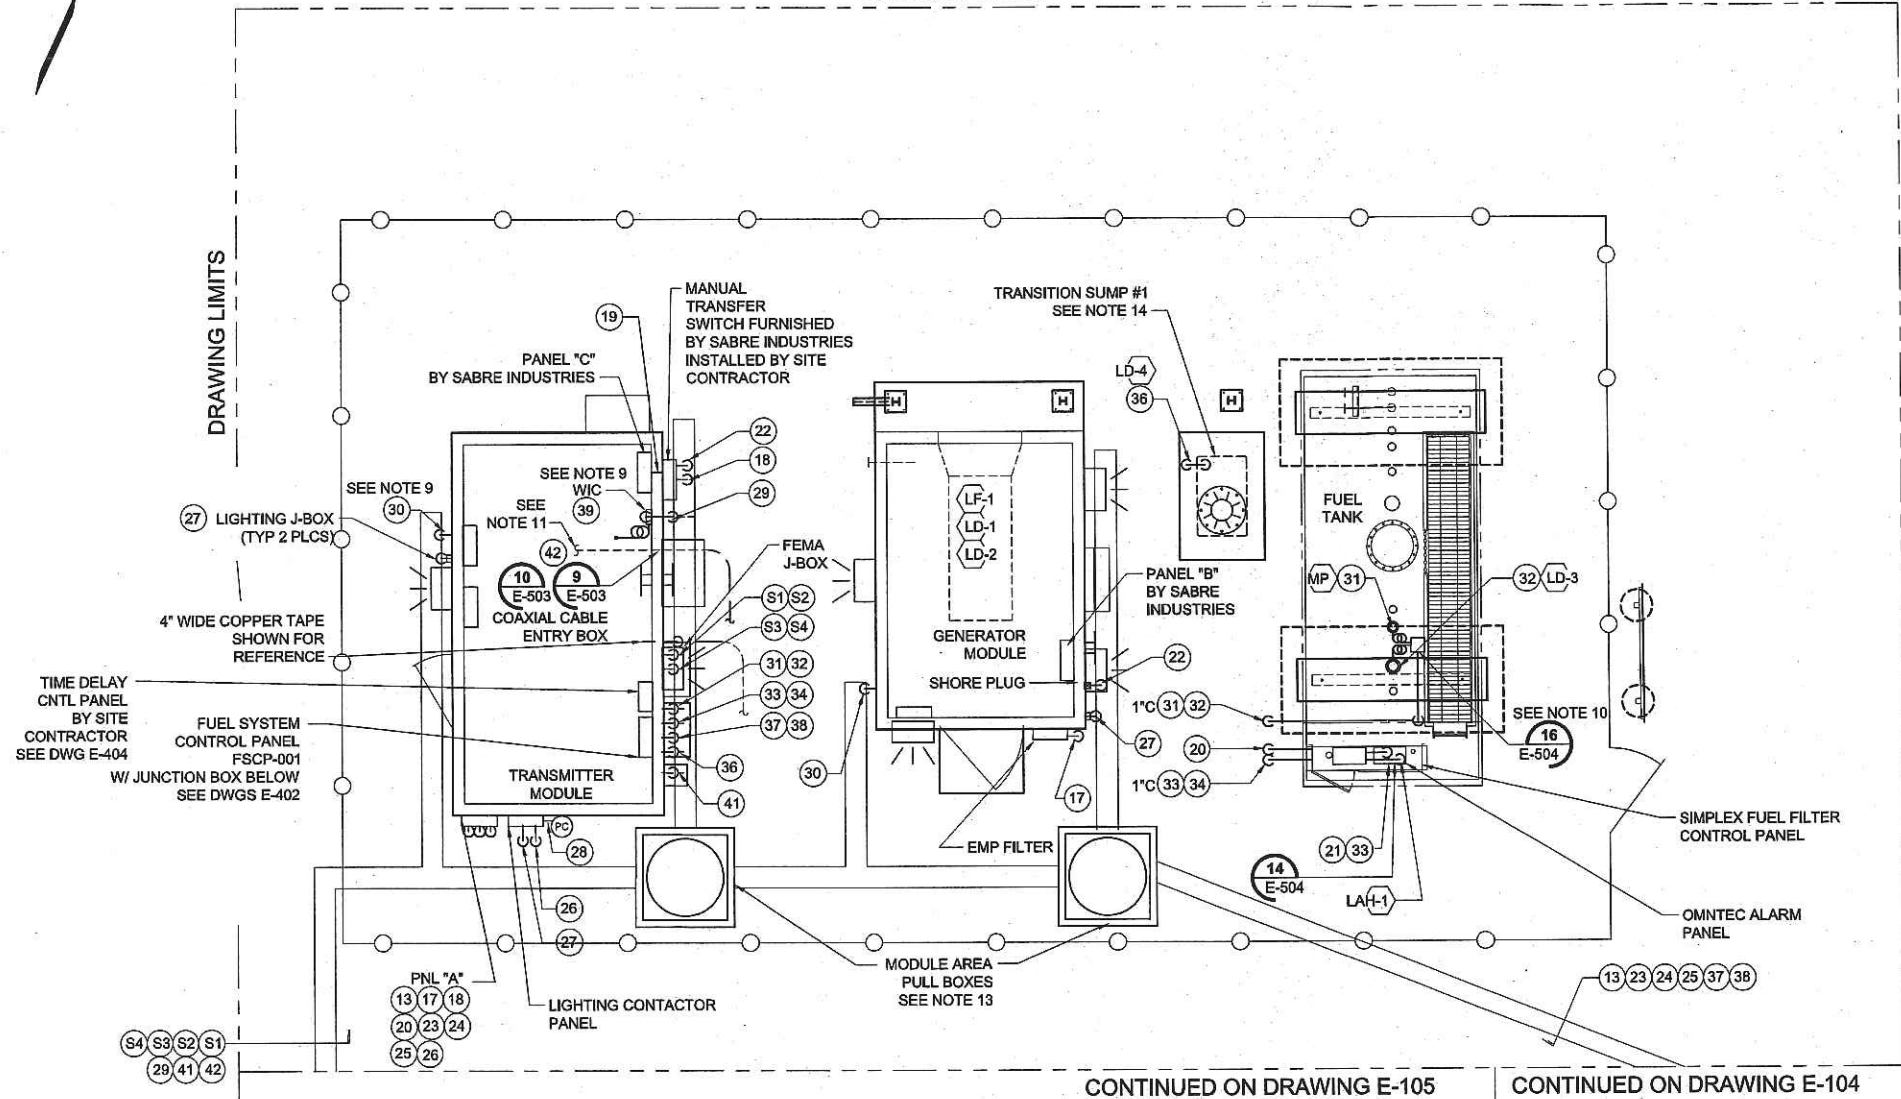 DRAWING LIMITS
MANUAL
TRANSFER
SWITCH FURNISHED
BY SABRE INDUSTRIES
INSTALLED BY SITE
CONTRACTOR
19
PANEL "C"
BY SABRE INDUSTRIES
TRANSITION SUMP #1
SEE NOTE 14
LD-4
36
H
H
H
22
18
29
SEE NOTE 9
WIC
39
SEE NOTE 9
30
27 LIGHTING J-BOX
(TYP 2 PLCS)
SEE
NOTE 11
42
10
E-503
9
E-503
COAXIAL CABLE
ENTRY BOX
FEMA
J-BOX
S1 S2
S3 S4
31 32
33 34
37 38
36
41
4" WIDE COPPER TAPE
SHOWN FOR
REFERENCE
TIME DELAY
CNTL PANEL
BY SITE
CONTRACTOR
SEE DWG E-404
FUEL SYSTEM
CONTROL PANEL
FSCP-001
W/ JUNCTION BOX BELOW
SEE DWGS E-402
TRANSMITTER
MODULE
PC
28
26
27
LF-1
LD-1
LD-2
GENERATOR
MODULE
SHORE PLUG
PANEL "B"
BY SABRE
INDUSTRIES
22
27
30
17
EMP FILTER
FUEL
TANK
MP 31
32 LD-3
1"C 31 32
20
1"C 33 34
SEE NOTE 10
16
E-504
21 33
14
E-504
LAH-1
SIMPLEX FUEL FILTER
CONTROL PANEL
OMNTEC ALARM
PANEL
MODULE AREA
PULL BOXES
SEE NOTE 13
13 23 24 25 37 38
PNL "A"
13 17 18
20 23 24
25 26
LIGHTING CONTACTOR
PANEL
S4 S3 S2 S1
29 41 42
CONTINUED ON DRAWING E-105
CONTINUED ON DRAWING E-104